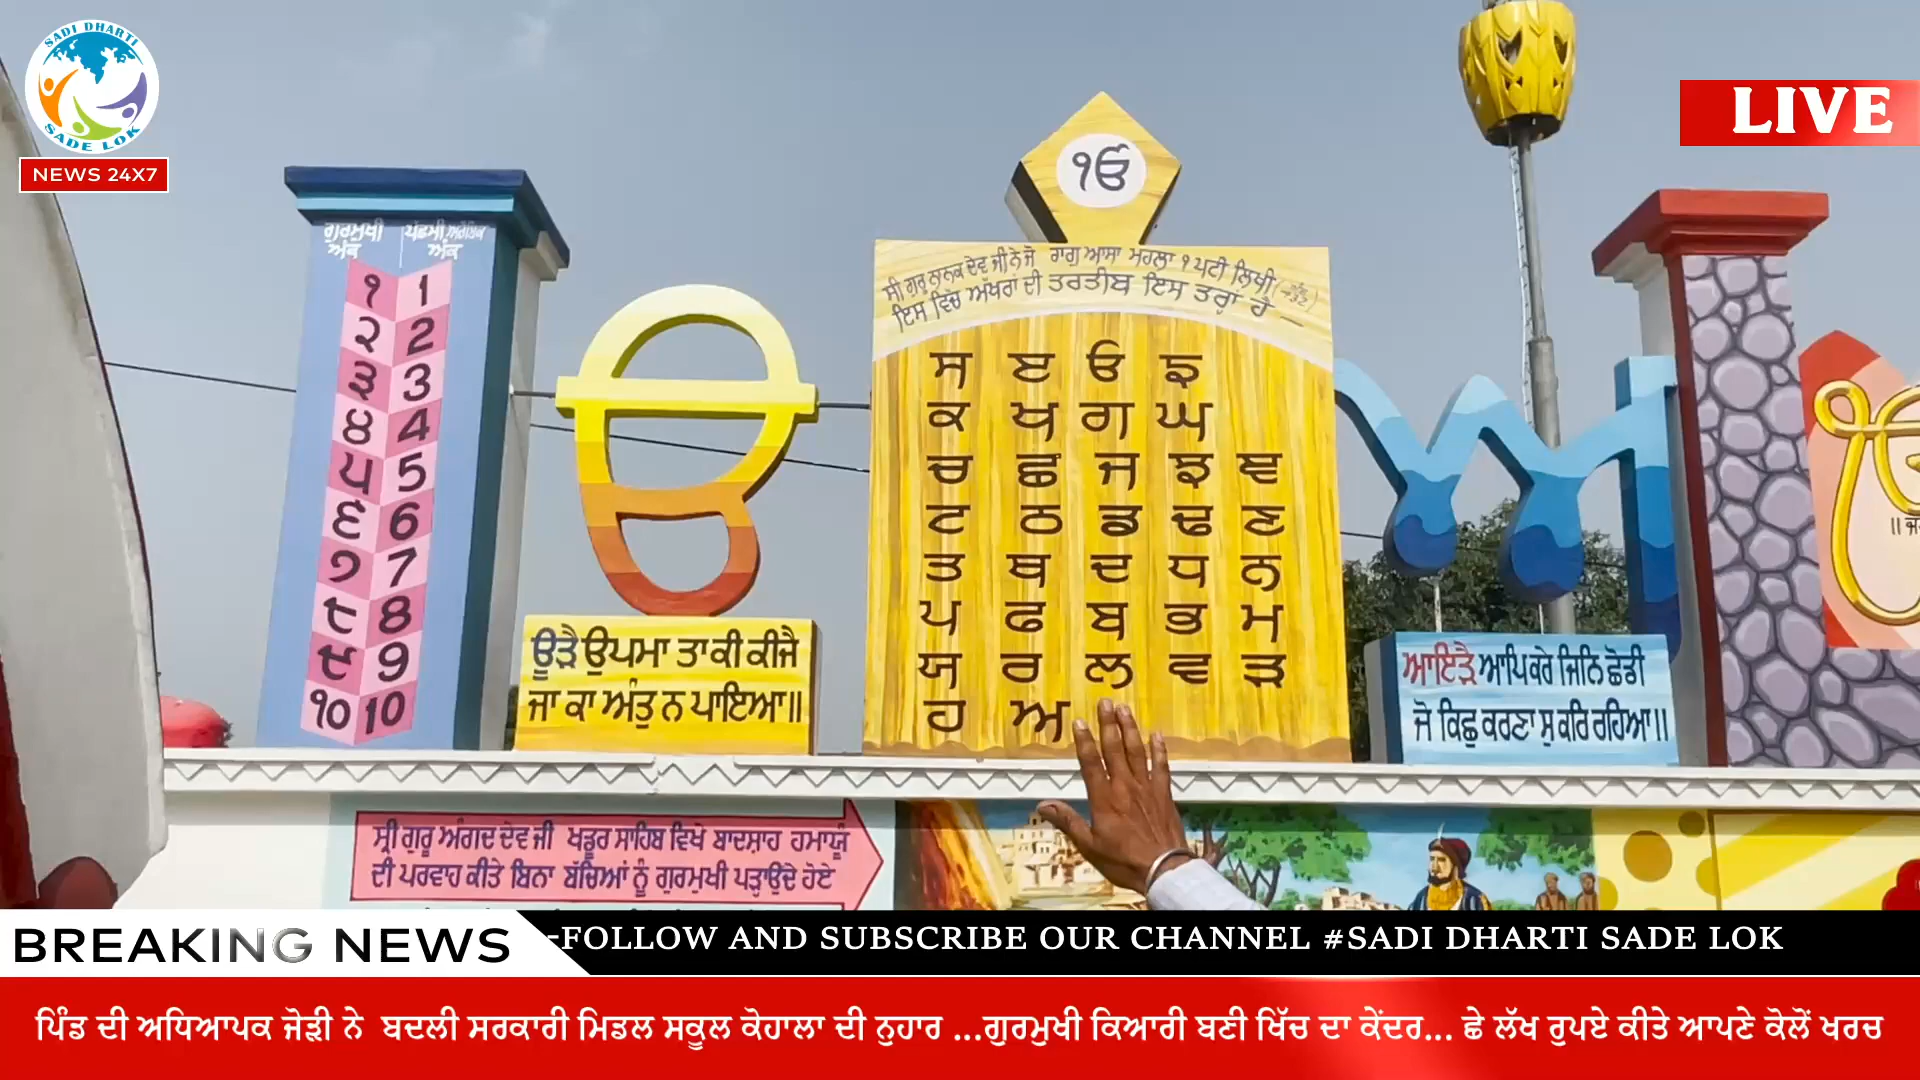 SADI DHARTI
SADE LOK
NEWS 24X7
LIVE
ੴ
ਗੁਰਮੁਖੀ ਅੰਕ
ਅੰਕ
੧ 1
੨ 2
੩ 3
੪ 4
੫ 5
੬ 6
੭ 7
੮ 8
੯ 9
੧੦ 10
ੳ
ਊੜੈ ਉਪਮਾ ਤਾ ਕੀ ਕੀਜੈ
ਜਾ ਕਾ ਅੰਤੁ ਨ ਪਾਇਆ॥
ਸੀ ਗੁਰੂ ਨਾਨਕ ਦੇਵ ਜੀ ਨੇ ਜੋ ਰਾਗੁ ਆਸਾ ਮਹਲਾ ੧ ਪਟੀ ਲਿਖੀ
ਇਸ ਵਿੱਚ ਅੱਖਰਾਂ ਦੀ ਤਰਤੀਬ ਇਸ ਤਰ੍ਹਾਂ ਹੈ —
ਸ ੲ ਓ ਙ
ਕ ਖ ਗ ਘ
ਚ ਛ ਜ ਝ ਞ
ਟ ਠ ਡ ਢ ਣ
ਤ ਥ ਦ ਧ ਨ
ਪ ਫ ਬ ਭ ਮ
ਯ ਰ ਲ ਵ ੜ
ਹ ਅ
ਅ
ਆਇੜੈ ਆਪਿ ਕਰੇ ਜਿਨਿ ਛੋਡੀ
ਜੋ ਕਿਛੁ ਕਰਣਾ ਸੁ ਕਰਿ ਰਹਿਆ॥
ਸ੍ਰੀ ਗੁਰੂ ਅੰਗਦ ਦੇਵ ਜੀ ਖਡੂਰ ਸਾਹਿਬ ਵਿਖੇ ਬਾਦਸ਼ਾਹ ਹਮਾਯੂੰ
ਦੀ ਪਰਵਾਹ ਕੀਤੇ ਬਿਨਾ ਬੱਚਿਆਂ ਨੂੰ ਗੁਰਮੁਖੀ ਪੜ੍ਹਾਉਂਦੇ ਹੋਏ
BREAKING NEWS
-FOLLOW AND SUBSCRIBE OUR CHANNEL #SADI DHARTI SADE LOK
ਪਿੰਡ ਦੀ ਅਧਿਆਪਕ ਜੋੜੀ ਨੇ ਬਦਲੀ ਸਰਕਾਰੀ ਮਿਡਲ ਸਕੂਲ ਕੋਹਾਲਾ ਦੀ ਨੁਹਾਰ ...ਗੁਰਮੁਖੀ ਕਿਆਰੀ ਬਣੀ ਖਿੱਚ ਦਾ ਕੇਂਦਰ... ਛੇ ਲੱਖ ਰੁਪਏ ਕੀਤੇ ਆਪਣੇ ਕੋਲੋਂ ਖਰਚ